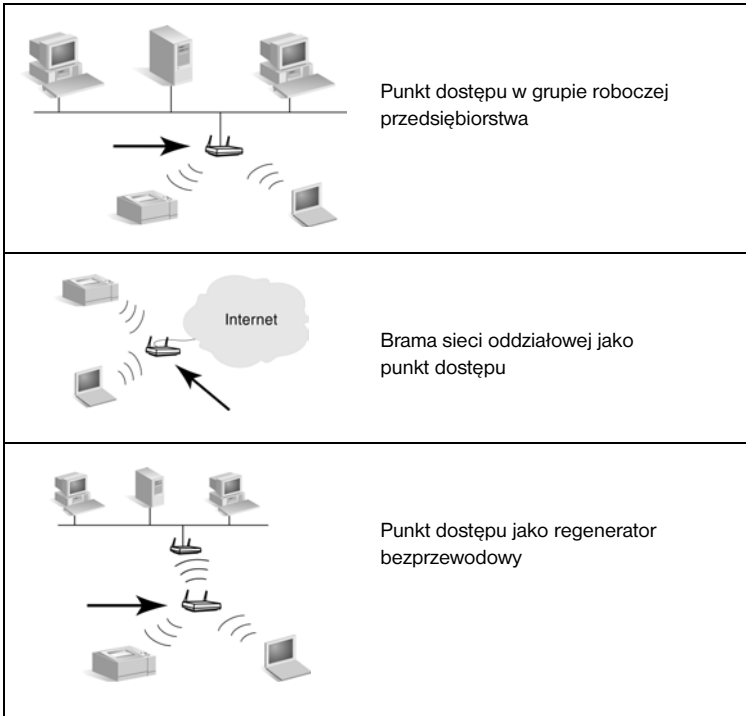 Punkt dostępu w grupie roboczej
przedsiębiorstwa
Internet
Brama sieci oddziałowej jako
punkt dostępu
Punkt dostępu jako regenerator
bezprzewodowy